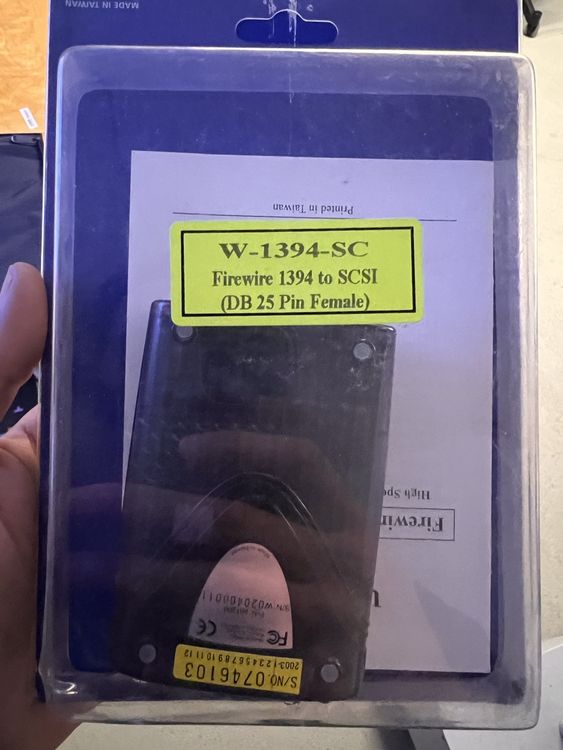 MADE IN TAIWAN
Printed in Taiwan
W-1394-SC
Firewire 1394 to SCSI
(DB 25 Pin Female)
High Spe
Firewir
U
S/N: W020400011
FC CE
S/NO.0746103
2003-1 2 3 4 5 6 7 8 9 10 11 12